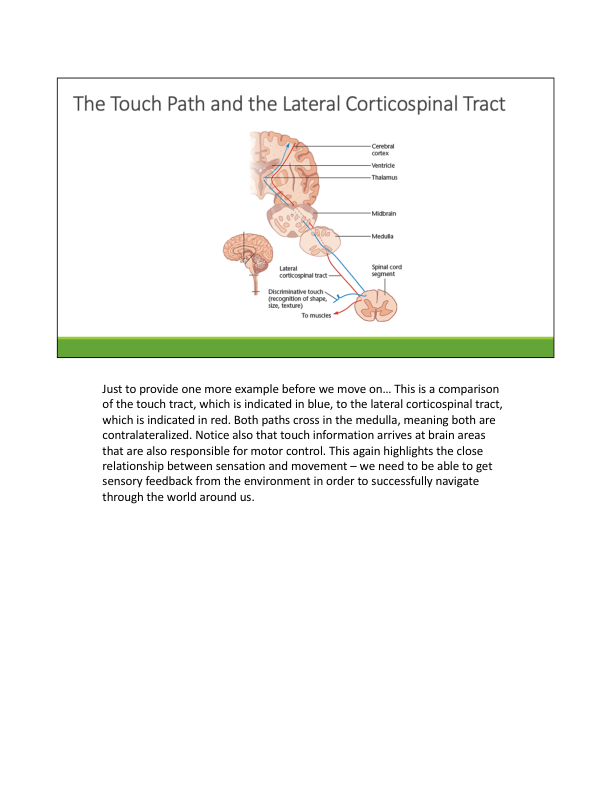 The Touch Path and the Lateral Corticospinal Tract
Cerebral
cortex
Ventricle
Thalamus
Midbrain
Medulla
Lateral
corticospinal tract
Spinal cord
segment
Discriminative touch
(recognition of shape,
size, texture)
To muscles
Just to provide one more example before we move on… This is a comparison
of the touch tract, which is indicated in blue, to the lateral corticospinal tract,
which is indicated in red. Both paths cross in the medulla, meaning both are
contralateralized. Notice also that touch information arrives at brain areas
that are also responsible for motor control. This again highlights the close
relationship between sensation and movement – we need to be able to get
sensory feedback from the environment in order to successfully navigate
through the world around us.